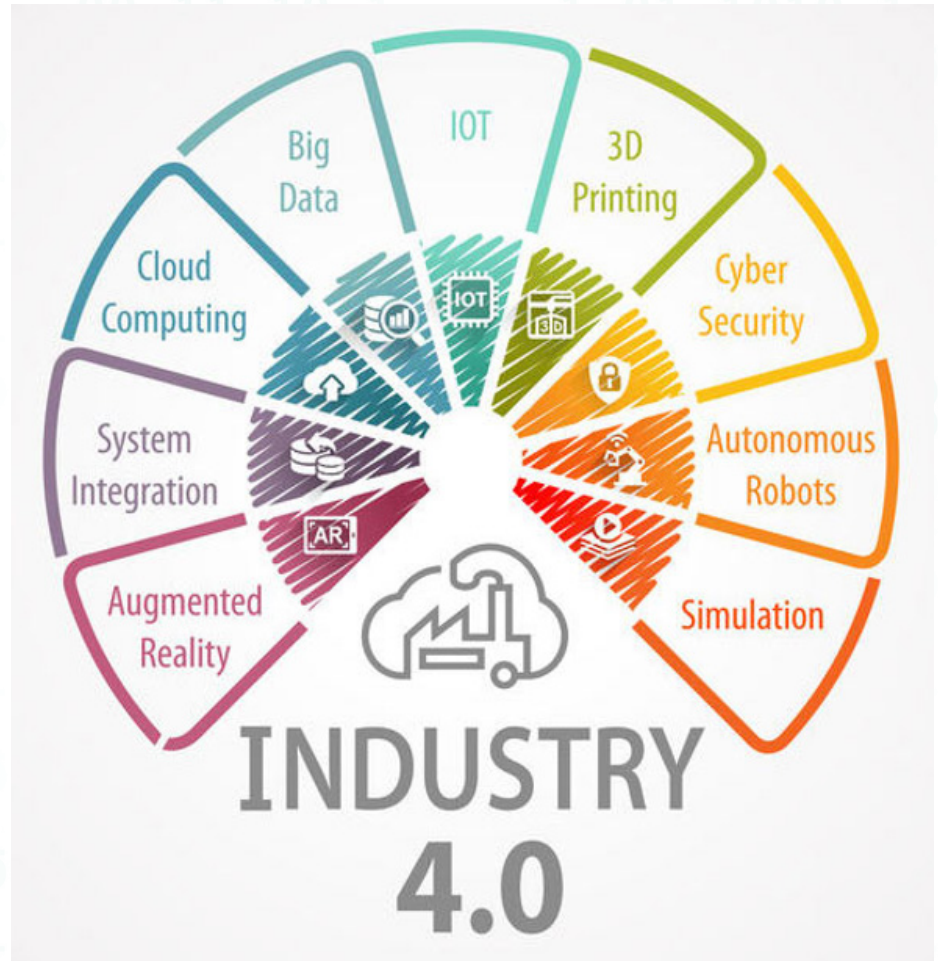 IOT
Big
Data
3D
Printing
Cloud
Computing
Cyber
Security
IOT
3D
System
Integration
Autonomous
Robots
AR
Augmented
Reality
Simulation
INDUSTRY
4.0